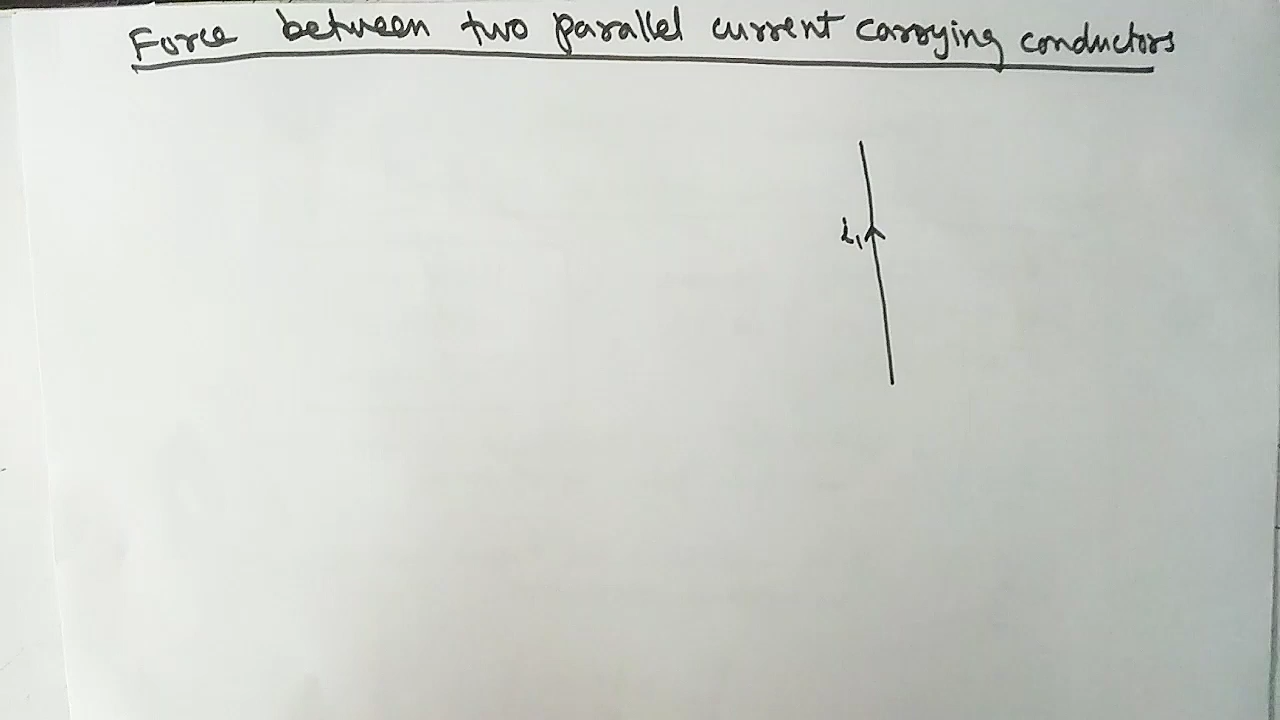 Force between two parallel current carrying conductors
i₁